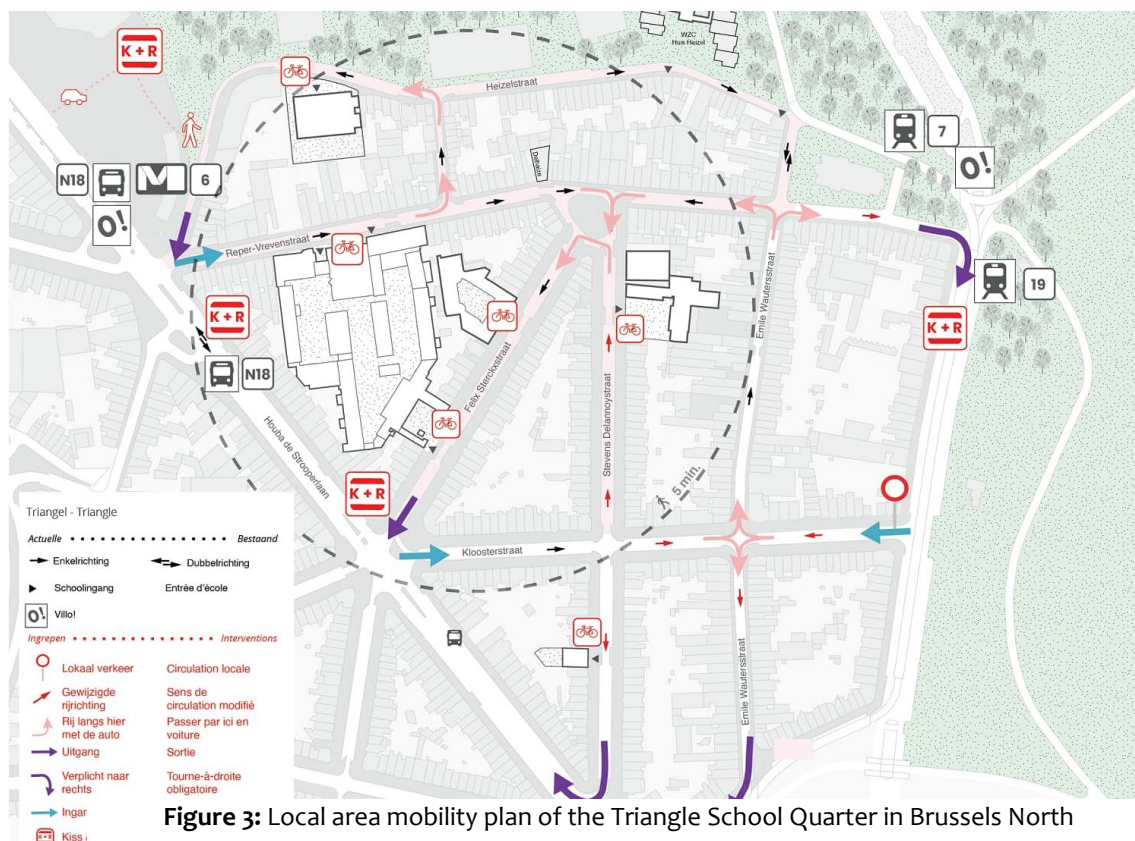 WZC
Huis Heizel
K + R
Heizelstraat
7
O!
N18
M
6
O!
Delhaize
Reper-Vrevenstraat
19
K + R
K + R
N18
Felix Sterckxstraat
Stevens Delannoystraat
Emile Wautersstraat
Houba de Strooperlaan
5 min.
K + R
Kloosterstraat
Emile Wautersstraat
Triangel - Triangle
Actuelle Bestaand
Enkelrichting Dubbelrichting
Schoolingang Entrèe d'école
O! Villo!
Ingrepen Interventions
Lokaal verkeer Circulation locale
Gewijzigde rijrichting Sens de circulation modifié
Rij langs hier met de auto Passer par ici en voiture
Uitgang Sortie
Verplicht naar rechts Tourne-à-droite obligatoire
Ingar
K+R Kiss
Figure 3: Local area mobility plan of the Triangle School Quarter in Brussels North